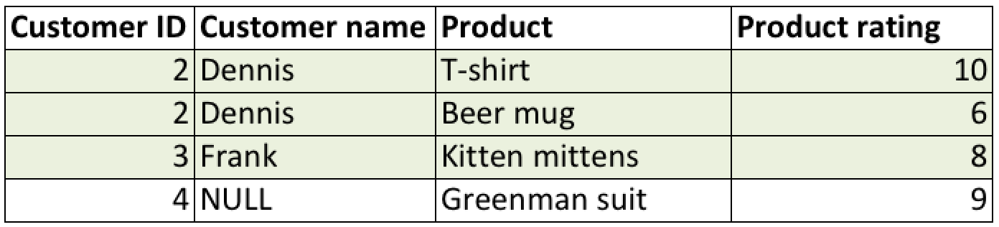 Customer ID Customer name Product Product rating
2 Dennis T-shirt 10
2 Dennis Beer mug 6
3 Frank Kitten mittens 8
4 NULL Greenman suit 9